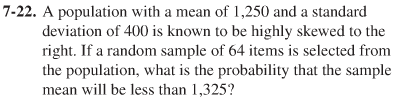 7-22. A population with a mean of 1,250 and a standard
deviation of 400 is known to be highly skewed to the
right. If a random sample of 64 items is selected from
the population, what is the probability that the sample
mean will be less than 1,325?